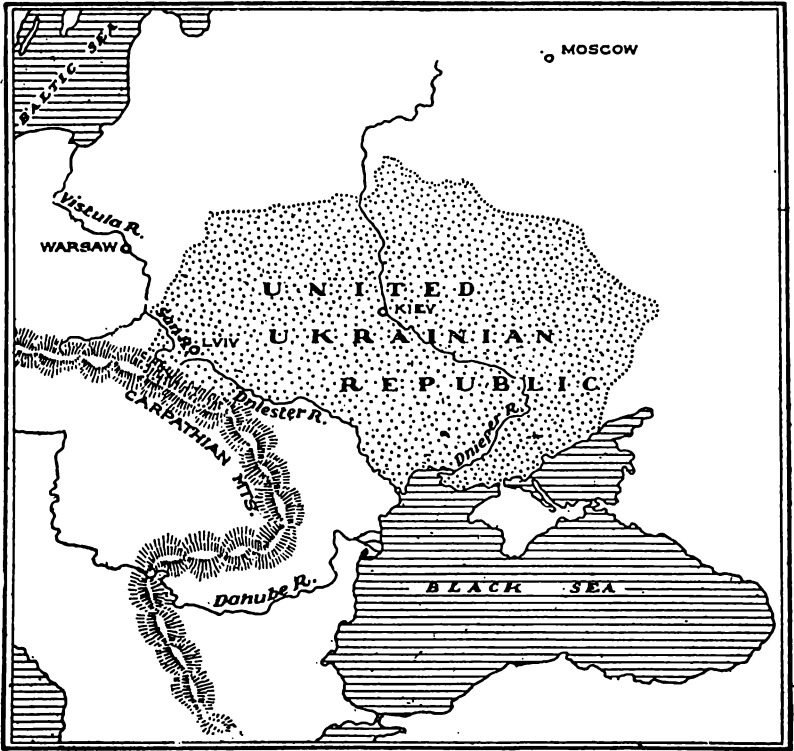 BALTIC SEA
MOSCOW
Vistula R.
WARSAW
UNITED
KIEV
San R.
LVIV
UKRAINIAN
REPUBLIC
Dniester R.
CARPATHIAN MTS.
Dnieper R.
BLACK SEA
Danube R.